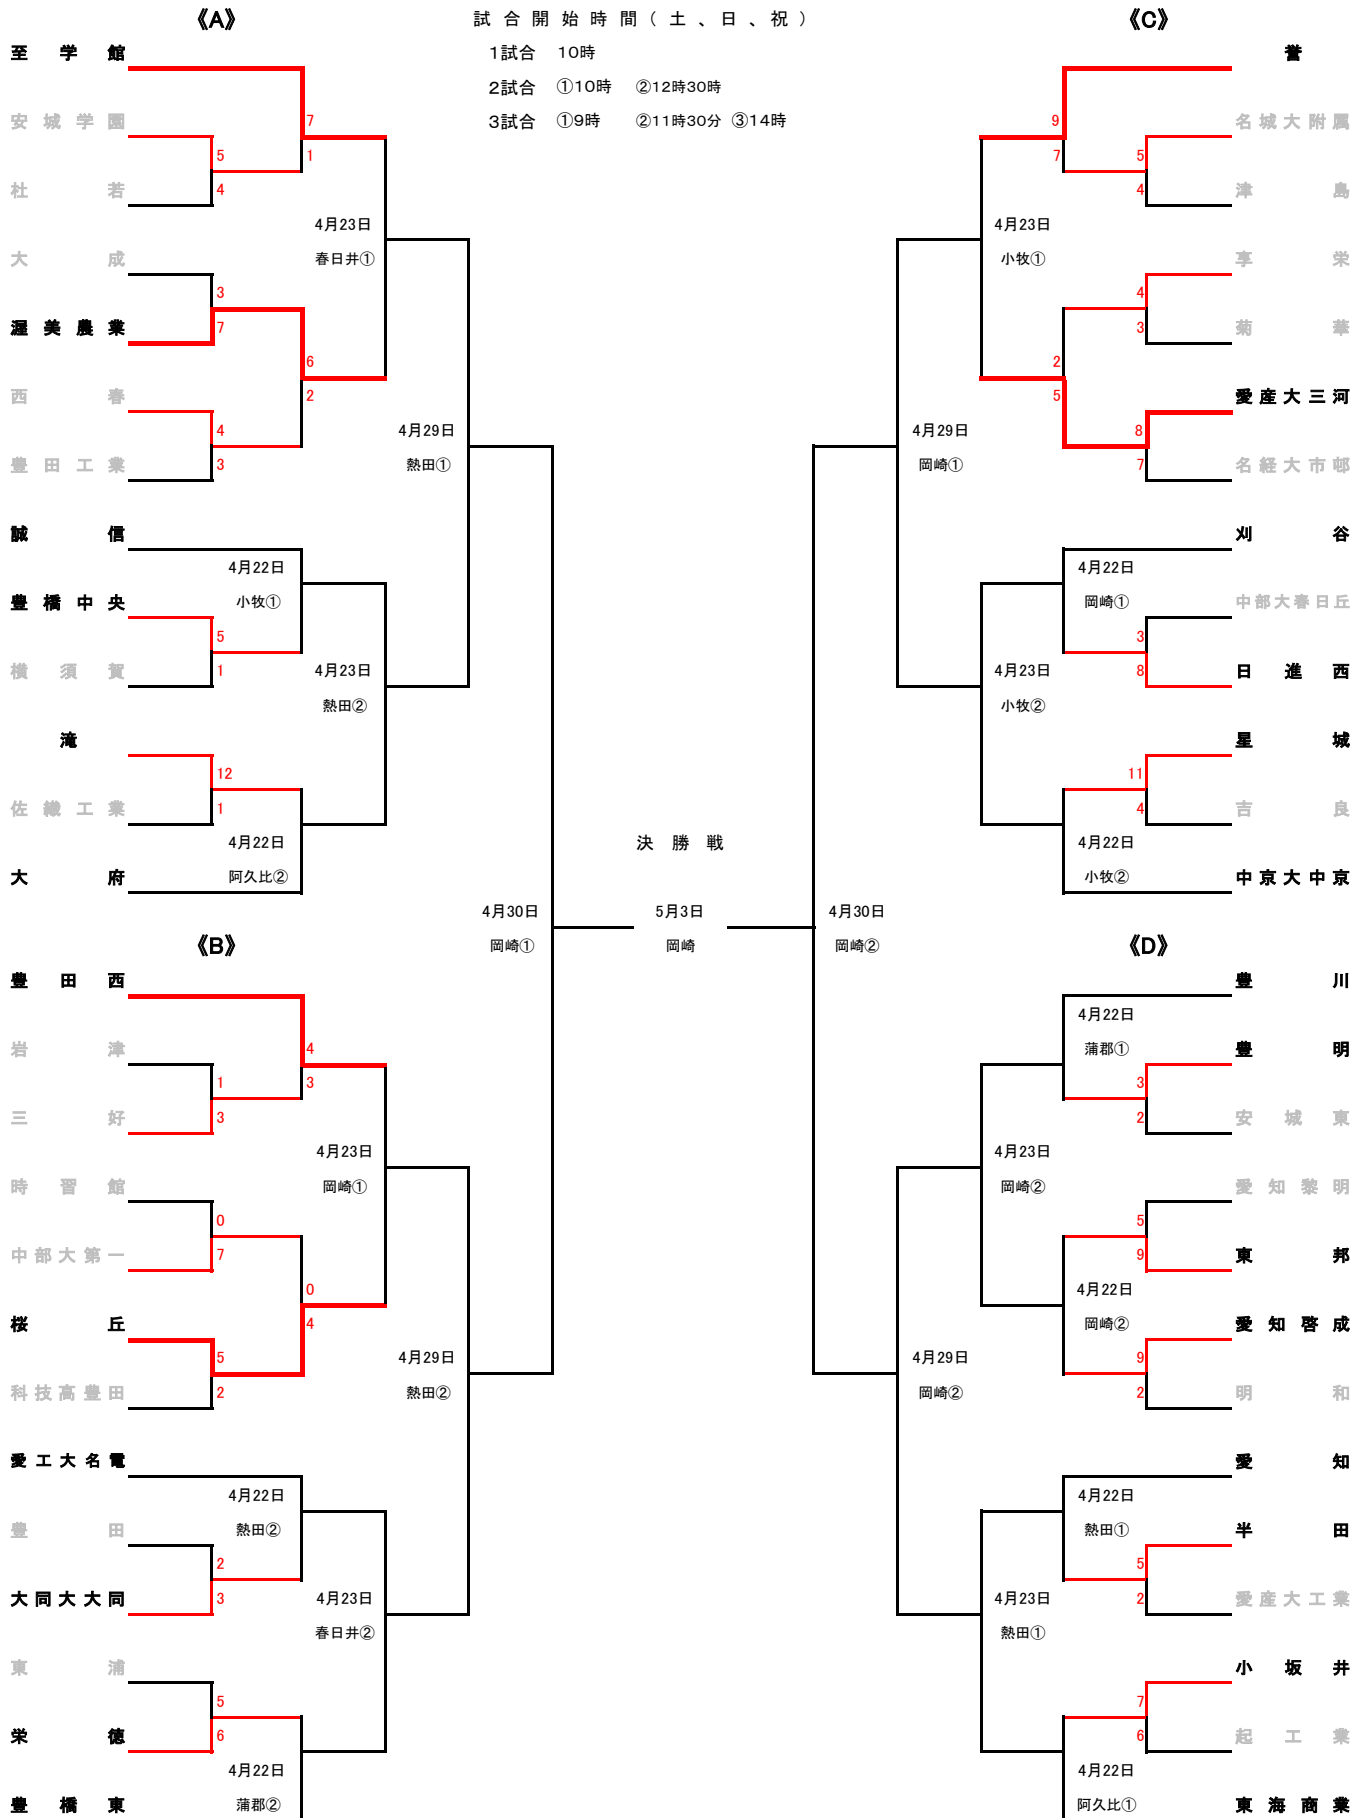 《A》
試合開始時間(土、日、祝)
1試合 10時
2試合 ①10時 ②12時30時
3試合 ①9時 ②11時30分 ③14時
至学館
安城学園
杜若
大成
渥美農業
西春
豊田工業
誠信
豊橋中央
横須賀
滝
佐織工業
大府
7
1
5
4
3
7
6
2
4
3
5
1
12
1
4月23日
春日井①
4月29日
熱田①
4月22日
小牧①
4月23日
熱田②
4月22日
阿久比②
《B》
豊田西
岩津
三好
時習館
中部大第一
桜丘
科技高豊田
愛工大名電
豊田
大同大大同
東浦
栄徳
豊橋東
4
3
1
3
0
7
0
4
5
2
2
3
5
6
4月23日
岡崎①
4月29日
熱田②
4月22日
熱田②
4月23日
春日井②
4月22日
蒲郡②
4月30日
岡崎①
決勝戦
5月3日
岡崎
4月30日
岡崎②
《C》
誉
名城大附属
津島
享栄
菊華
愛産大三河
名経大市邨
刈谷
中部大春日丘
日進西
星城
吉良
中京大中京
9
7
5
4
4
3
2
5
8
7
3
8
11
4
4月23日
小牧①
4月29日
岡崎①
4月22日
岡崎①
4月23日
小牧②
4月22日
小牧②
《D》
豊川
豊明
安城東
愛知黎明
東邦
愛知啓成
明和
愛知
半田
愛産大工業
小坂井
起工業
東海商業
4月22日
蒲郡①
3
2
4月23日
岡崎②
5
9
4月22日
岡崎②
9
2
4月29日
岡崎②
4月22日
熱田①
5
2
4月23日
熱田①
7
6
4月22日
阿久比①